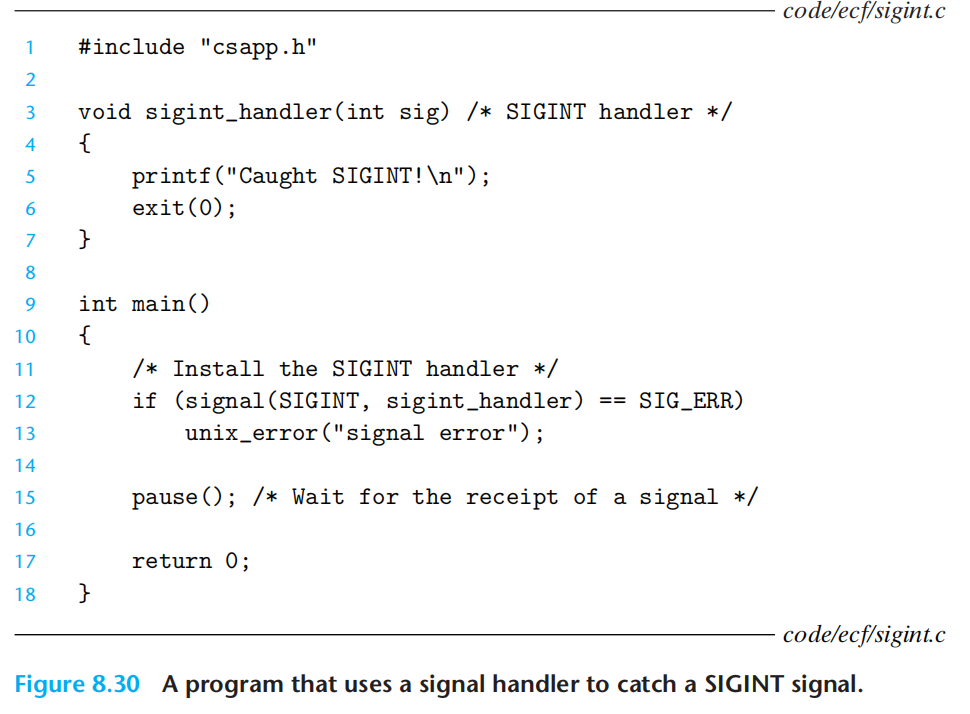 code/ecf/sigint.c
1 #include "csapp.h"
2
3 void sigint_handler(int sig) /* SIGINT handler */
4 {
5     printf("Caught SIGINT!\n");
6     exit(0);
7 }
8
9 int main()
10 {
11     /* Install the SIGINT handler */
12     if (signal(SIGINT, sigint_handler) == SIG_ERR)
13         unix_error("signal error");
14
15     pause(); /* Wait for the receipt of a signal */
16
17     return 0;
18 }
code/ecf/sigint.c
Figure 8.30 A program that uses a signal handler to catch a SIGINT signal.